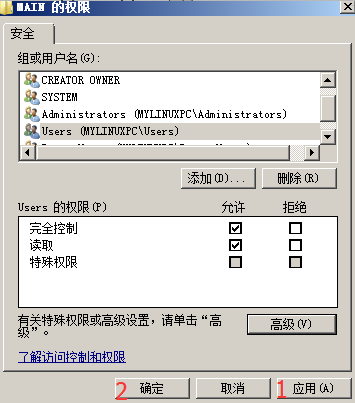 MAIN 的权限
安全
组或用户名(G):
CREATOR OWNER
SYSTEM
Administrators (MYLINUXPC\Administrators)
Users (MYLINUXPC\Users)
添加(D)... 删除(R)
Users 的权限(P) 允许 拒绝
完全控制
读取
特殊权限
有关特殊权限或高级设置，请单击“高
级”。
高级(V)
了解访问控制和权限
2 确定 取消 1 应用(A)